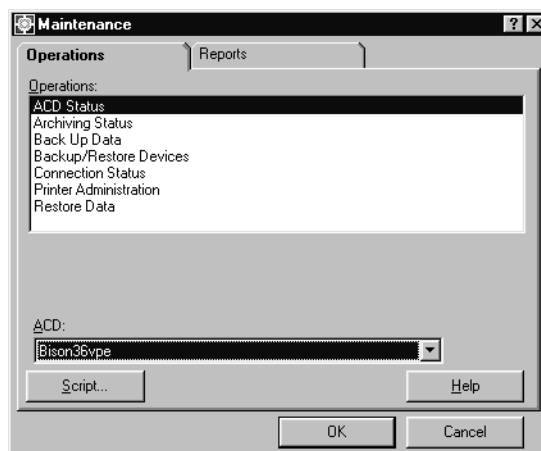 Maintenance
Operations
Reports
Operations:
ACD Status
Archiving Status
Back Up Data
Backup/Restore Devices
Connection Status
Printer Administration
Restore Data
ACD:
Bison36vpe
Script...
Help
OK
Cancel